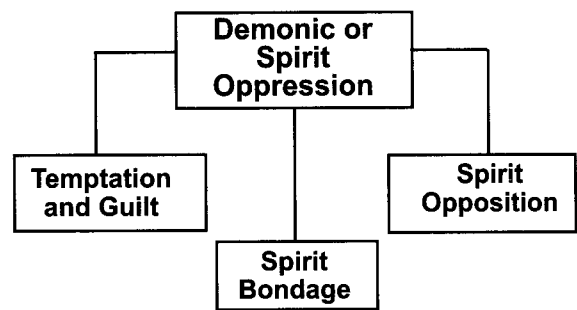 Demonic or
Spirit
Oppression
Temptation
and Guilt
Spirit
Bondage
Spirit
Opposition